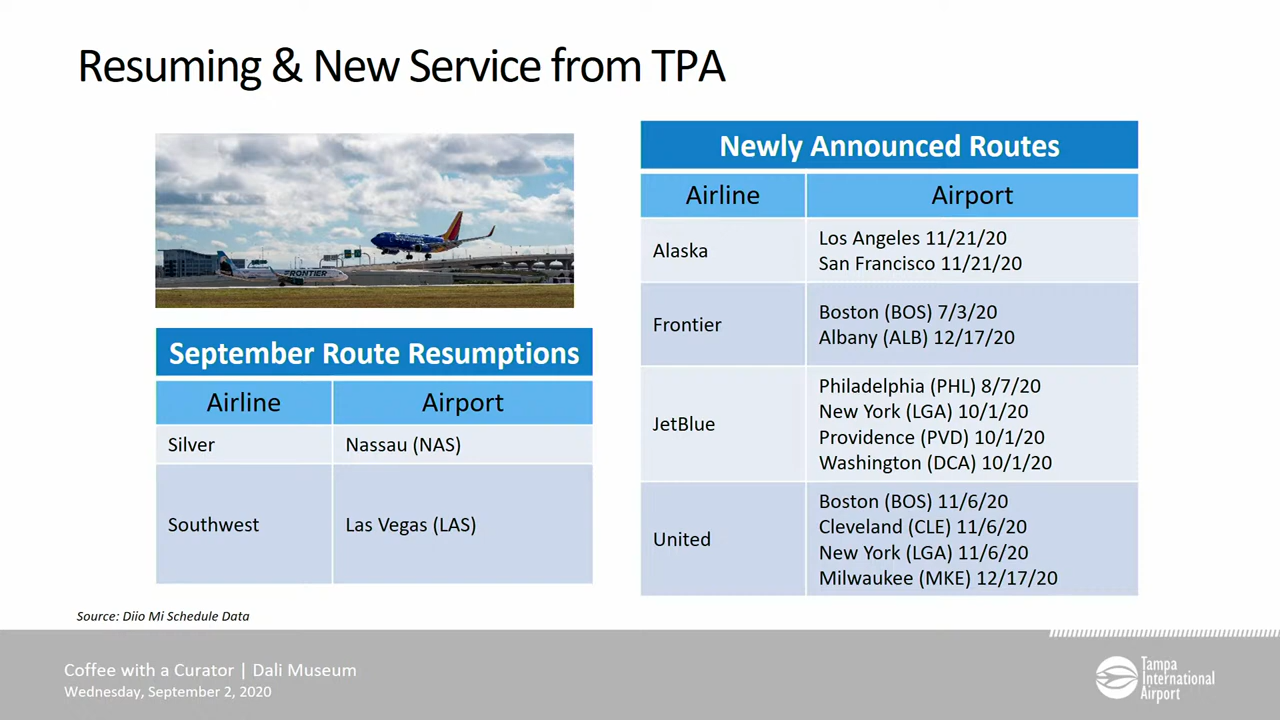 Resuming & New Service from TPA
FRONTIER
September Route Resumptions
Airline Airport
Silver Nassau (NAS)
Southwest Las Vegas (LAS)
Newly Announced Routes
Airline Airport
Alaska
Los Angeles 11/21/20
San Francisco 11/21/20
Frontier
Boston (BOS) 7/3/20
Albany (ALB) 12/17/20
JetBlue
Philadelphia (PHL) 8/7/20
New York (LGA) 10/1/20
Providence (PVD) 10/1/20
Washington (DCA) 10/1/20
United
Boston (BOS) 11/6/20
Cleveland (CLE) 11/6/20
New York (LGA) 11/6/20
Milwaukee (MKE) 12/17/20
Source: Diio Mi Schedule Data
Coffee with a Curator | Dali Museum
Wednesday, September 2, 2020
Tampa
International
Airport